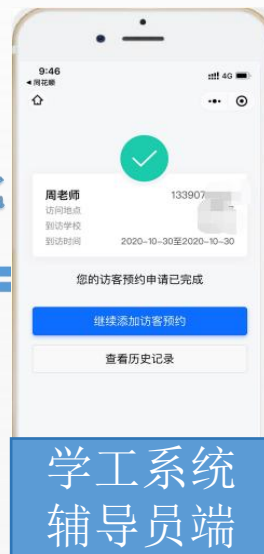 9:46
4G
◀ 同花顺
周老师 133907
访问地点
到访学校
到访时间 2020-10-30至2020-10-30
您的访客预约申请已完成
继续添加访客预约
查看历史记录
学工系统
辅导员端